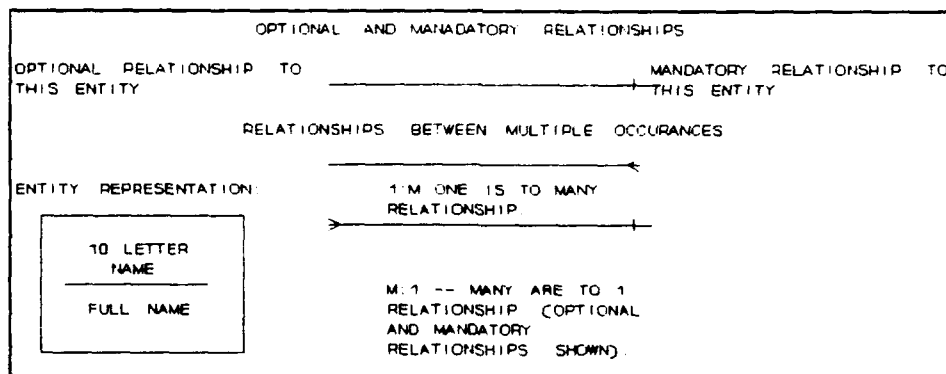 OPTIONAL AND MANADATORY RELATIONSHIPS
OPTIONAL RELATIONSHIP TO
THIS ENTITY
MANDATORY RELATIONSHIP TO
THIS ENTITY
RELATIONSHIPS BETWEEN MULTIPLE OCCURANCES
ENTITY REPRESENTATION:
1:M ONE IS TO MANY
RELATIONSHIP.
10 LETTER
NAME
FULL NAME
M:1 -- MANY ARE TO 1
RELATIONSHIP (OPTIONAL
AND MANDATORY
RELATIONSHIPS SHOWN).